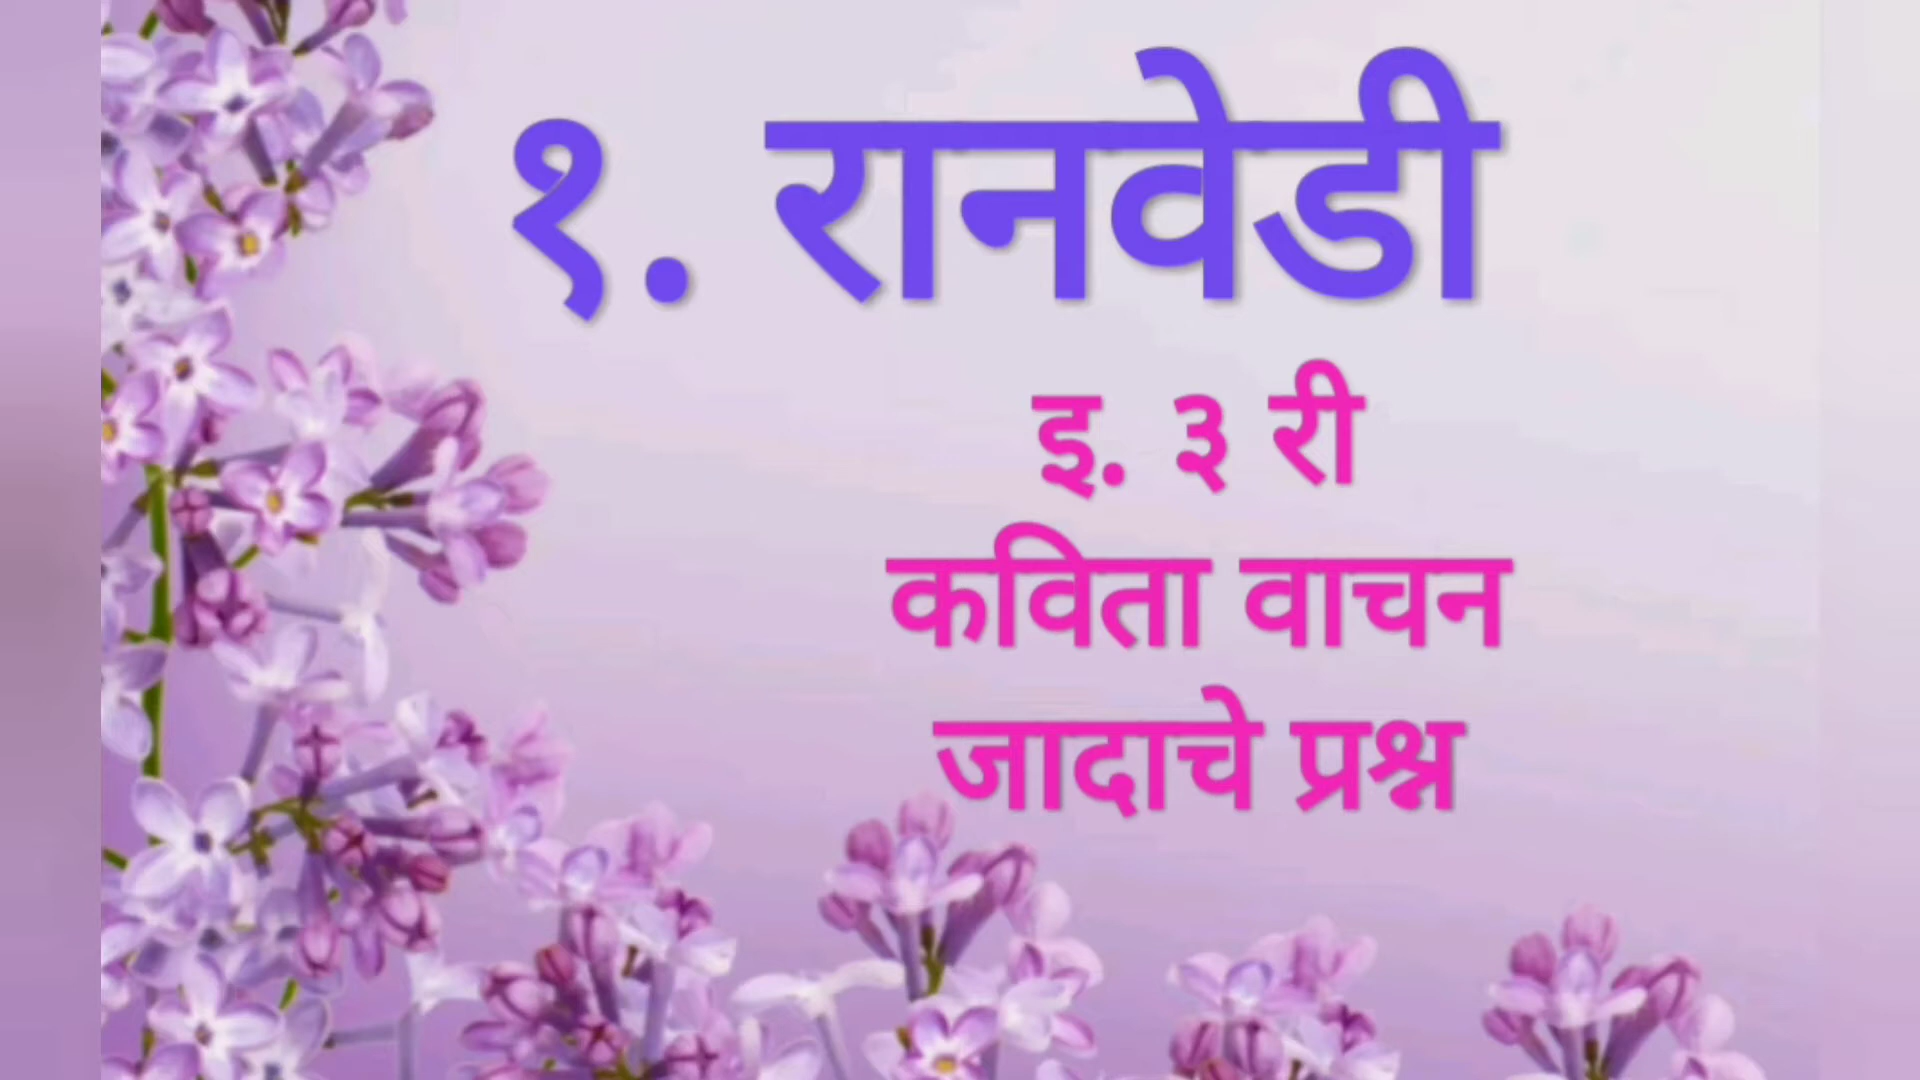 १. रानवेडी
इ. ३ री
कविता वाचन
जादाचे प्रश्न